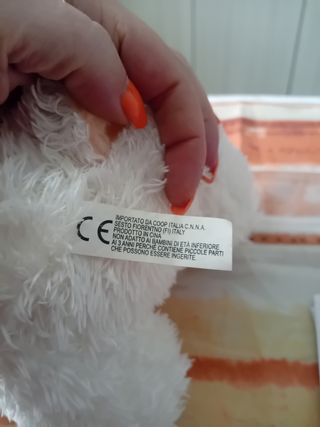 CE
IMPORTATO DA COOP ITALIA C.N.N.A.
SESTO FIORENTINO (FI) ITALY
PRODOTTO IN CINA
NON ADATTO AI BAMBINI DI ETÀ INFERIORE
AI 3 ANNI PERCHÉ CONTIENE PICCOLE PARTI
CHE POSSONO ESSERE INGERITE.